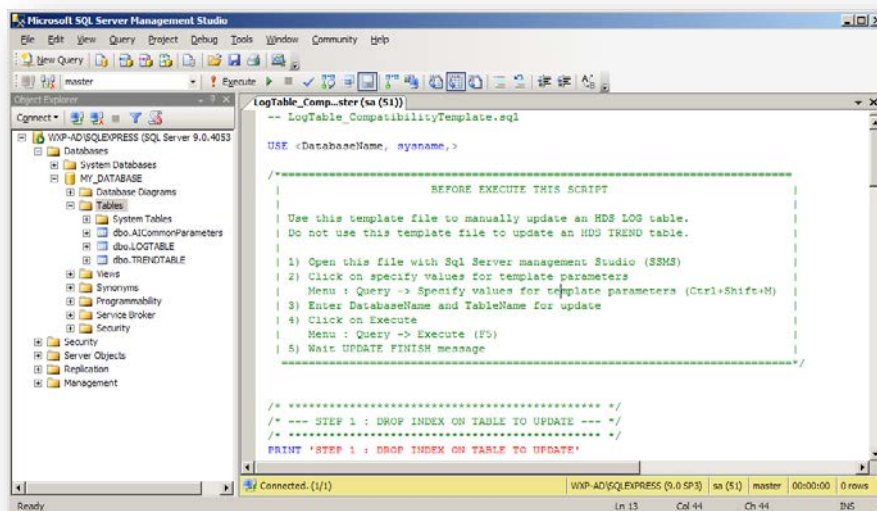 Microsoft SQL Server Management Studio
File Edit View Query Project Debug Tools Window Community Help
New Query
master
Execute
Object Explorer
LogTable_Comp...ster (sa (51))
Connect
WXP-AD\SQLEXPRESS (SQL Server 9.0.4053
Databases
System Databases
MY_DATABASE
Database Diagrams
Tables
System Tables
dbo.AICommonParameters
dbo.LOGTABLE
dbo.TRENDTABLE
Views
Synonyms
Programmability
Service Broker
Security
Security
Server Objects
Replication
Management
-- LogTable_CompatibilityTemplate.sql
USE <DatabaseName, sysname,>
BEFORE EXECUTE THIS SCRIPT
Use this template file to manually update an HDS LOG table.
Do not use this template file to update an HDS TREND table.
1) Open this file with Sql Server management Studio (SSMS)
2) Click on specify values for template parameters
Menu : Query -> Specify values for template parameters (Ctrl+Shift+M)
3) Enter DatabaseName and TableName for update
4) Click on Execute
Menu : Query -> Execute (F5)
5) Wait UPDATE FINISH message
/* --- STEP 1 : DROP INDEX ON TABLE TO UPDATE --- */
PRINT 'STEP 1 : DROP INDEX ON TABLE TO UPDATE'
Connected. (1/1)
WXP-AD\SQLEXPRESS (9.0 SP3) sa (51) master 00:00:00 0 rows
Ready
Ln 13 Col 44 Ch 44 INS